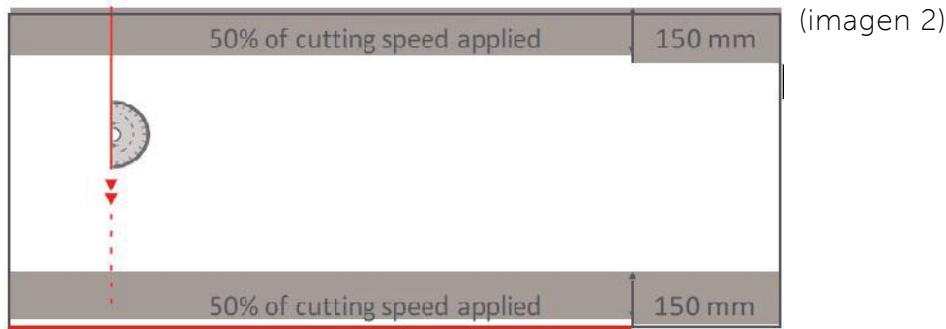 (imagen 2)
50% of cutting speed applied 150 mm
50% of cutting speed applied 150 mm